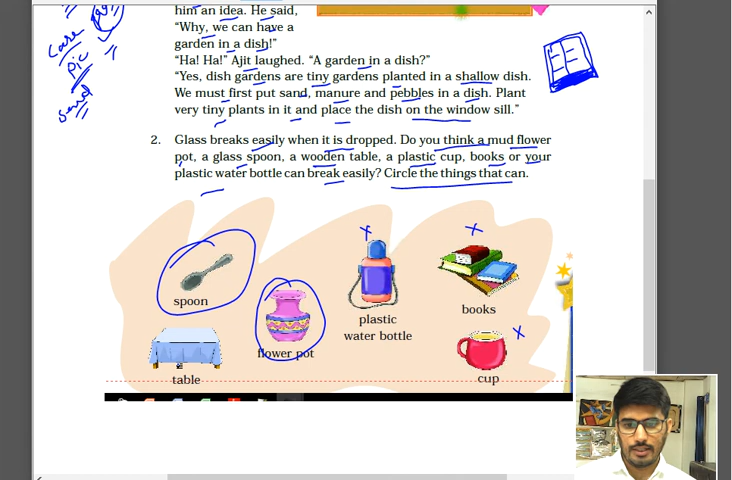 him an idea. He said,
"Why, we can have a
garden in a dish!"
"Ha! Ha!" Ajit laughed. "A garden in a dish?"
"Yes, dish gardens are tiny gardens planted in a shallow dish.
We must first put sand, manure and pebbles in a dish. Plant
very tiny plants in it and place the dish on the window sill."
Care
Pic
Sand
2. Glass breaks easily when it is dropped. Do you think a mud flower
pot, a glass spoon, a wooden table, a plastic cup, books or your
plastic water bottle can break easily? Circle the things that can.
spoon
flower pot
plastic
water bottle
books
table
cup